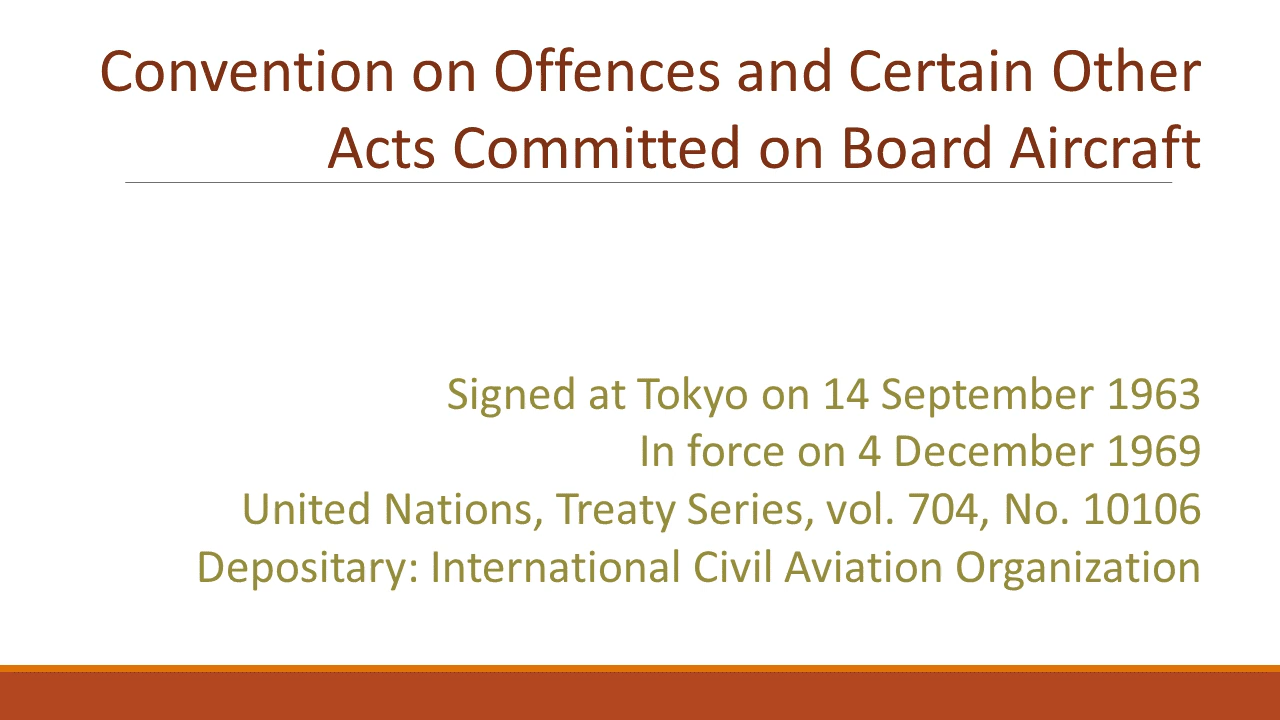 Convention on Offences and Certain Other
Acts Committed on Board Aircraft
Signed at Tokyo on 14 September 1963
In force on 4 December 1969
United Nations, Treaty Series, vol. 704, No. 10106
Depositary: International Civil Aviation Organization